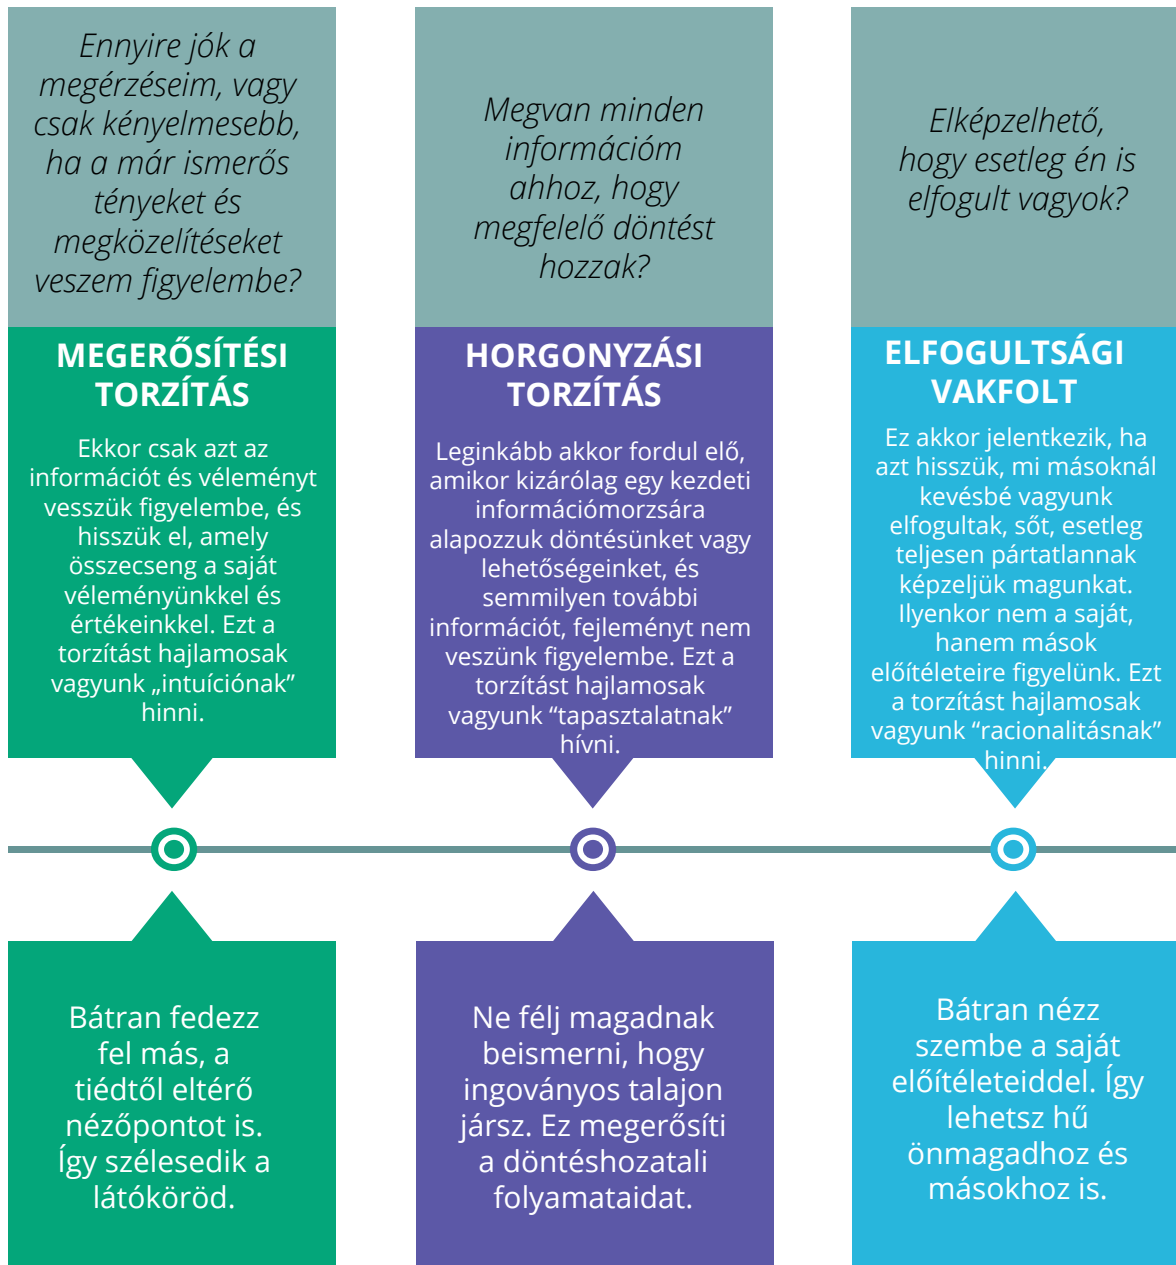 Ennyire jók a
megérzéseim, vagy
csak kényelmesebb,
ha a már ismerős
tényeket és
megközelítéseket
veszem figyelembe?
MEGERŐSÍTÉSI
TORZÍTÁS
Ekkor csak azt az
információt és véleményt
vesszük figyelembe, és
hisszük el, amely
összecseng a saját
véleményünkkel és
értékeinkkel. Ezt a
torzítást hajlamosak
vagyunk „intuíciónak”
hinni.
Bátran fedezz
fel más, a
tiédtől eltérő
nézőpontot is.
Így szélesedik a
látóköröd.
Megvan minden
információm
ahhoz, hogy
megfelelő döntést
hozzak?
HORGONYZÁSI
TORZÍTÁS
Leginkább akkor fordul elő,
amikor kizárólag egy kezdeti
információmorzsára
alapozzuk döntésünket vagy
lehetőségeinket, és
semmilyen további
információt, fejleményt nem
veszünk figyelembe. Ezt a
torzítást hajlamosak
vagyunk “tapasztalatnak”
hívni.
Ne félj magadnak
beismerni, hogy
ingoványos talajon
jársz. Ez megerősíti
a döntéshozatali
folyamataidat.
Elképzelhető,
hogy esetleg én is
elfogult vagyok?
ELFOGULTSÁGI
VAKFOLT
Ez akkor jelentkezik, ha
azt hisszük, mi másoknál
kevésbé vagyunk
elfogultak, sőt, esetleg
teljesen pártatlannak
képzeljük magunkat.
Ilyenkor nem a saját,
hanem mások
előítéleteire figyelünk. Ezt
a torzítást hajlamosak
vagyunk “racionalitásnak”
hinni.
Bátran nézz
szembe a saját
előítéleteiddel. Így
lehetsz hű
önmagadhoz és
másokhoz is.